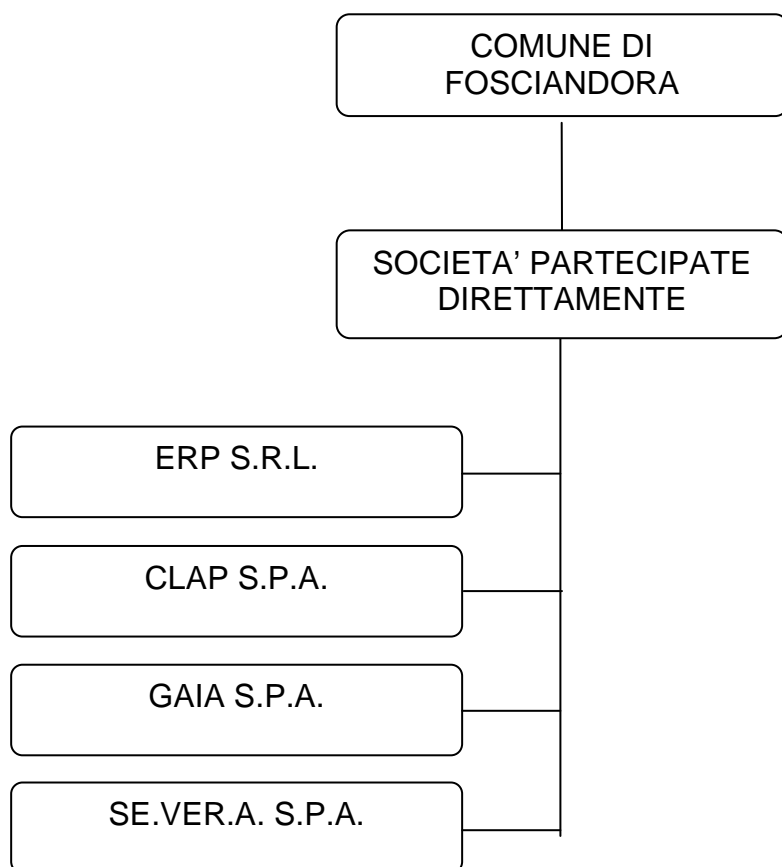 COMUNE DI
FOSCIANDORA
SOCIETA’ PARTECIPATE
DIRETTAMENTE
ERP S.R.L.
CLAP S.P.A.
GAIA S.P.A.
SE.VER.A. S.P.A.